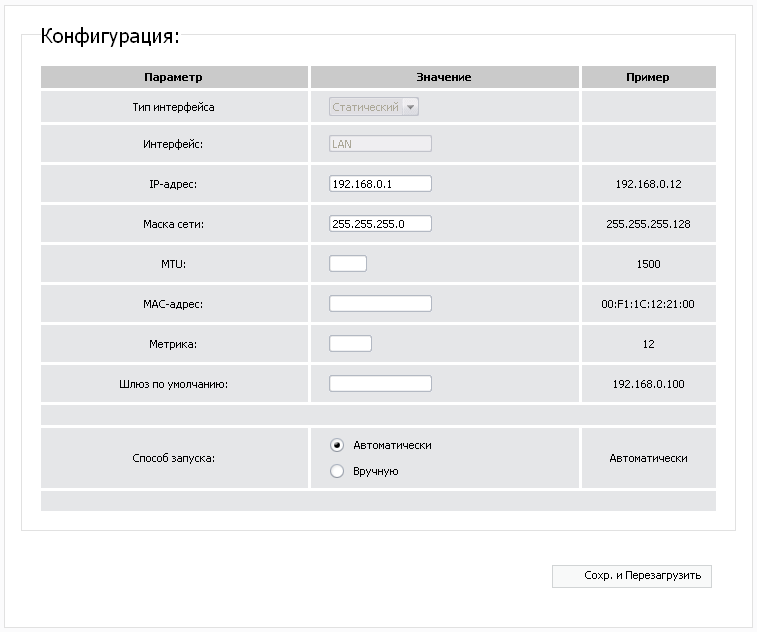 Конфигурация:
Параметр Значение Пример
Тип интерфейса Статический
Интерфейс: LAN
IP-адрес: 192.168.0.1 192.168.0.12
Маска сети: 255.255.255.0 255.255.255.128
MTU: 1500
MAC-адрес: 00:F1:1C:12:21:00
Метрика: 12
Шлюз по умолчанию: 192.168.0.100
Способ запуска: Автоматически Автоматически
Вручную
Сохр. и Перезагрузить